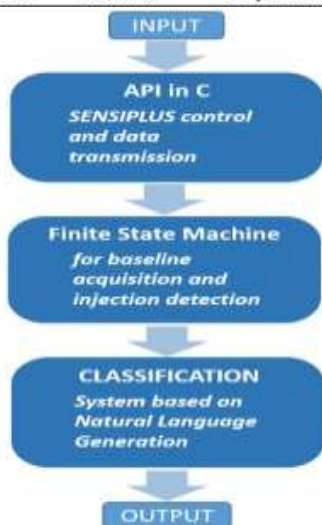 INPUT
API in C
SENSIPLUS control
and data
transmission
Finite State Machine
for baseline
acquisition and
injection detection
CLASSIFICATION
System based on
Natural Language
Generation
OUTPUT